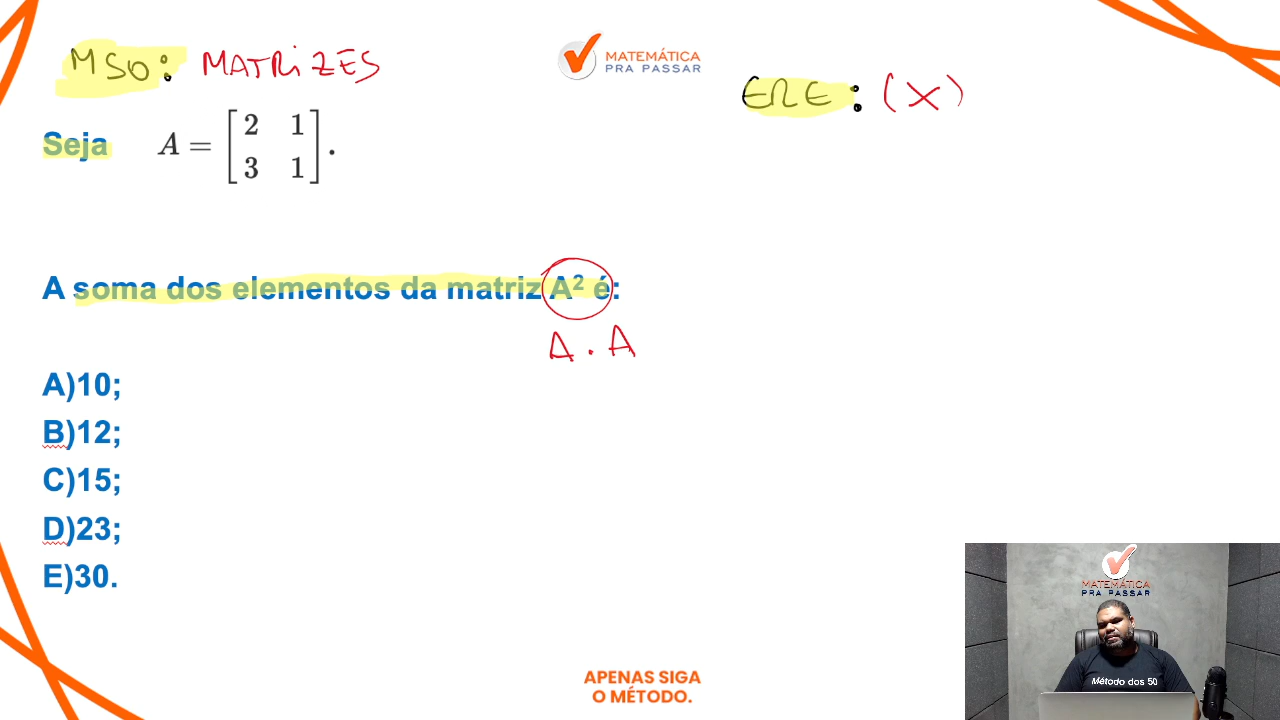 MSO: MATRIZES
MATEMÁTICA
PRA PASSAR
ERE: (X)
Seja A = [2 1
3 1].
A soma dos elementos da matriz A² é:
A . A
A)10;
B)12;
C)15;
D)23;
E)30.
MATEMÁTICA
PRA PASSAR
Método dos 50
APENAS SIGA
O MÉTODO.